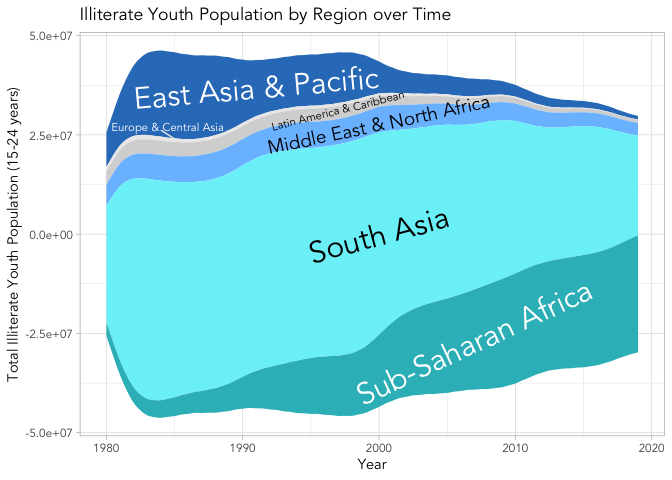 Illiterate Youth Population by Region over Time
Total Illiterate Youth Population (15-24 years)
5.0e+07
2.5e+07
0.0e+00
-2.5e+07
-5.0e+07
East Asia & Pacific
Europe & Central Asia
Latin America & Caribbean
Middle East & North Africa
South Asia
Sub-Saharan Africa
1980
1990
2000
2010
2020
Year